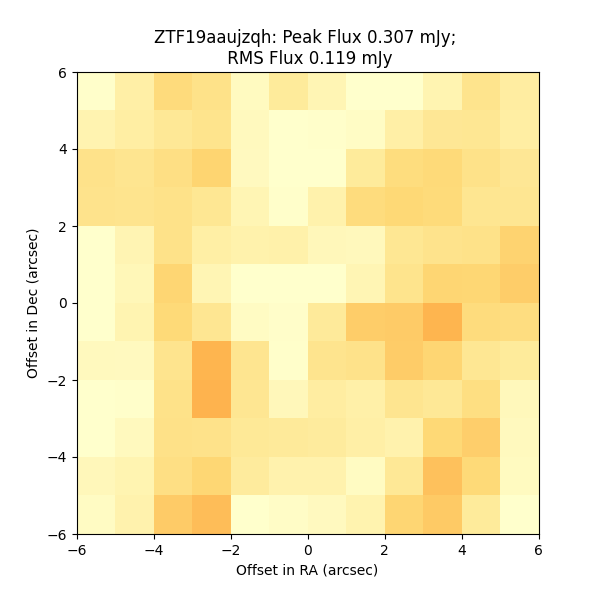 ZTF19aaujzqh: Peak Flux 0.307 mJy;
RMS Flux 0.119 mJy
6
4
2
0
−2
−4
−6
Offset in Dec (arcsec)
−6 −4 −2 0 2 4 6
Offset in RA (arcsec)